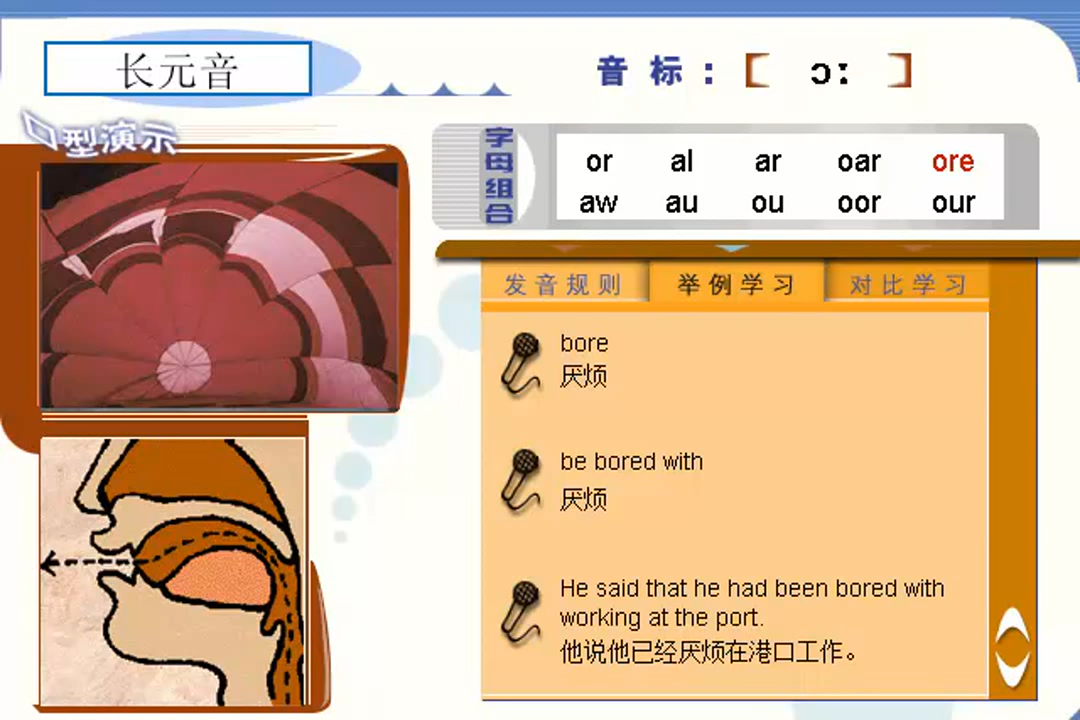 长元音
音标：【 ɔː 】
口型演示
字母组合
or al ar oar ore
aw au ou oor our
发音规则 举例学习 对比学习
bore
厌烦
be bored with
厌烦
He said that he had been bored with
working at the port.
他说他已经厌烦在港口工作。